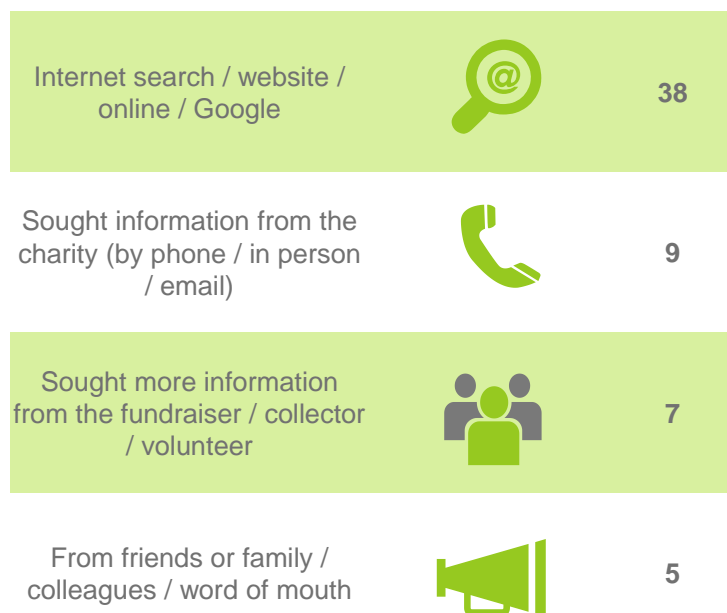 Internet search / website /
online / Google
@
38
Sought information from the
charity (by phone / in person
/ email)
9
Sought more information
from the fundraiser / collector
/ volunteer
7
From friends or family /
colleagues / word of mouth
5